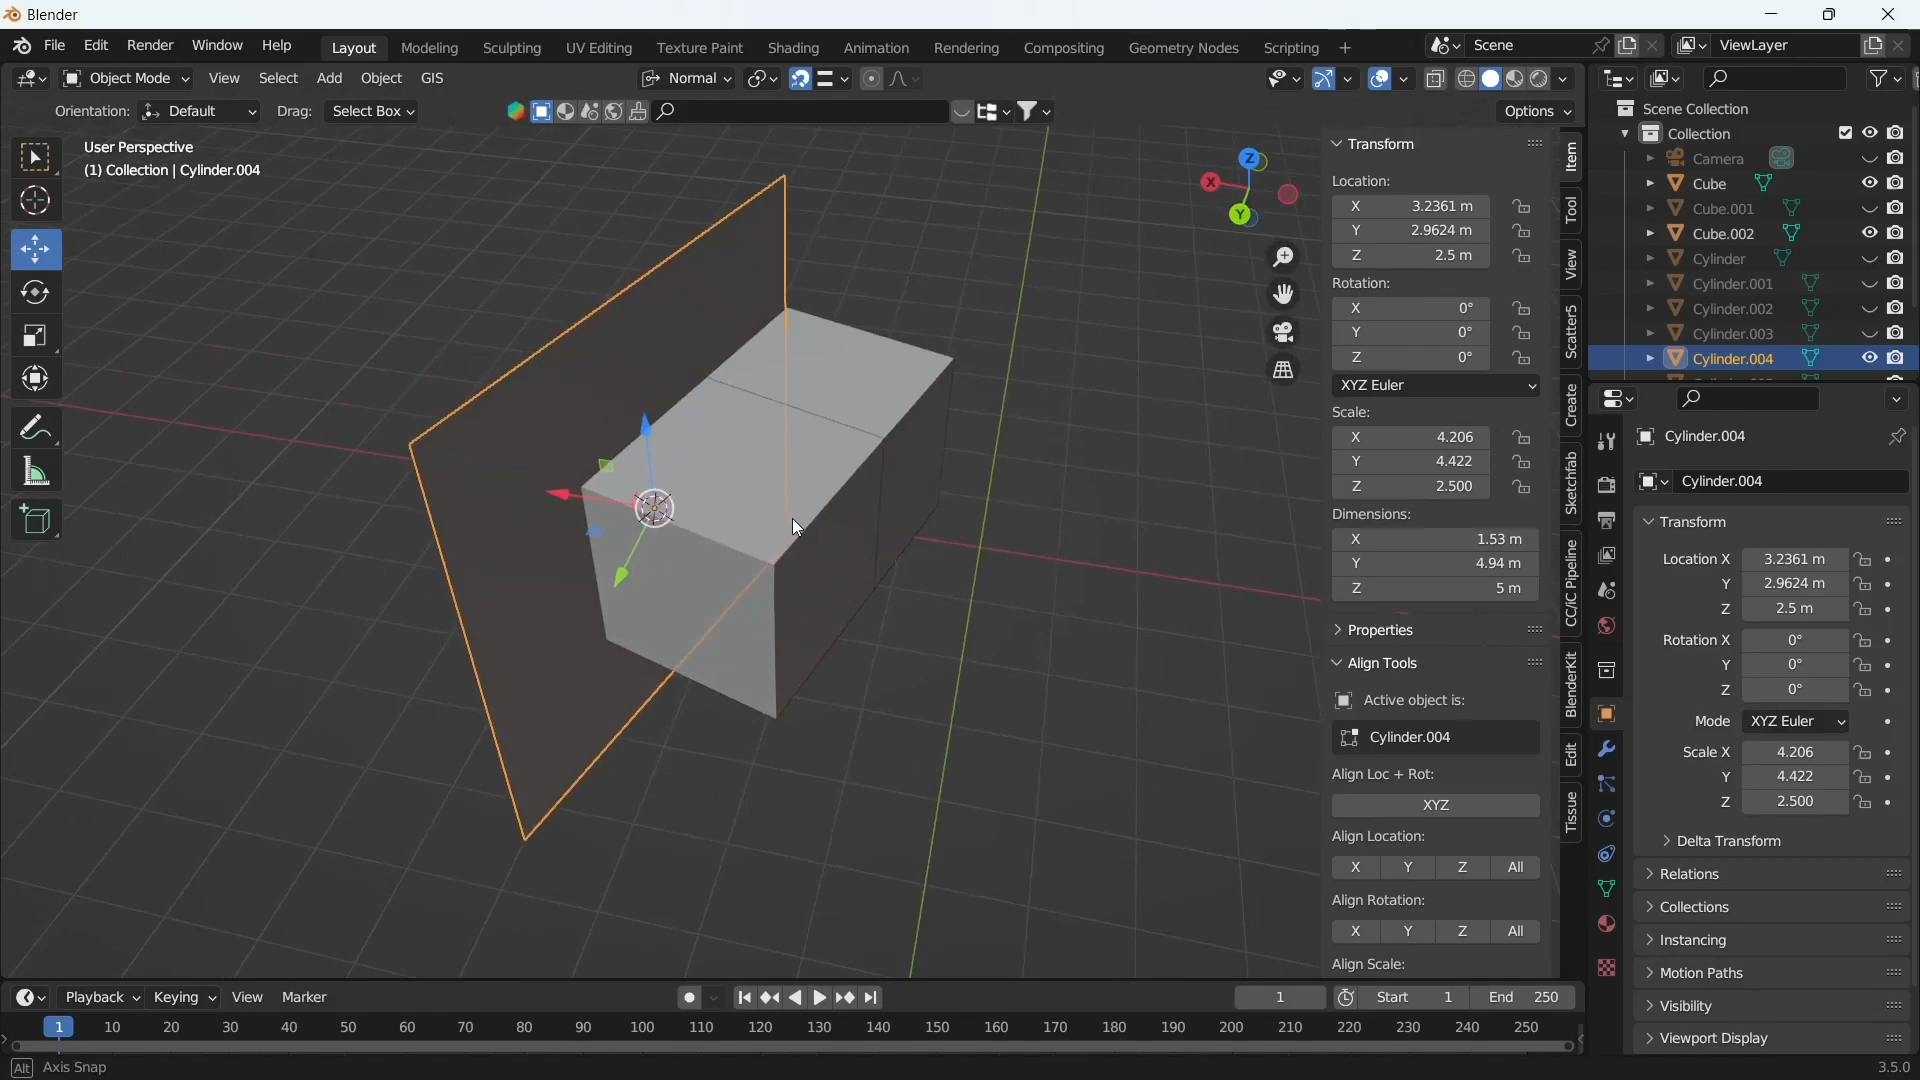 Blender
File Edit Render Window Help Layout Modeling Sculpting UV Editing Texture Paint Shading Animation Rendering Compositing Geometry Nodes Scripting + Scene ViewLayer
Object Mode View Select Add Object GIS Normal
Orientation: Default Drag: Select Box Options
User Perspective
(1) Collection | Cylinder.004
Z
X
Y
Transform
Location:
X 3.2361 m
Y 2.9624 m
Z 2.5 m
Rotation:
X 0°
Y 0°
Z 0°
XYZ Euler
Scale:
X 4.206
Y 4.422
Z 2.500
Dimensions:
X 1.53 m
Y 4.94 m
Z 5 m
Properties
Align Tools
Active object is:
Cylinder.004
Align Loc + Rot:
XYZ
Align Location:
X Y Z All
Align Rotation:
X Y Z All
Align Scale:
Item
Tool
View
Scatter5
Create
Sketchfab
CC/iC Pipeline
BlenderKit
Edit
Tissue
Scene Collection
Collection
Camera
Cube
Cube.001
Cube.002
Cylinder
Cylinder.001
Cylinder.002
Cylinder.003
Cylinder.004
Cylinder.004
Cylinder.004
Transform
Location X 3.2361 m
Y 2.9624 m
Z 2.5 m
Rotation X 0°
Y 0°
Z 0°
Mode XYZ Euler
Scale X 4.206
Y 4.422
Z 2.500
Delta Transform
Relations
Collections
Instancing
Motion Paths
Visibility
Viewport Display
Playback Keying View Marker 1 Start 1 End 250
1 10 20 30 40 50 60 70 80 90 100 110 120 130 140 150 160 170 180 190 200 210 220 230 240 250
Alt Axis Snap 3.5.0